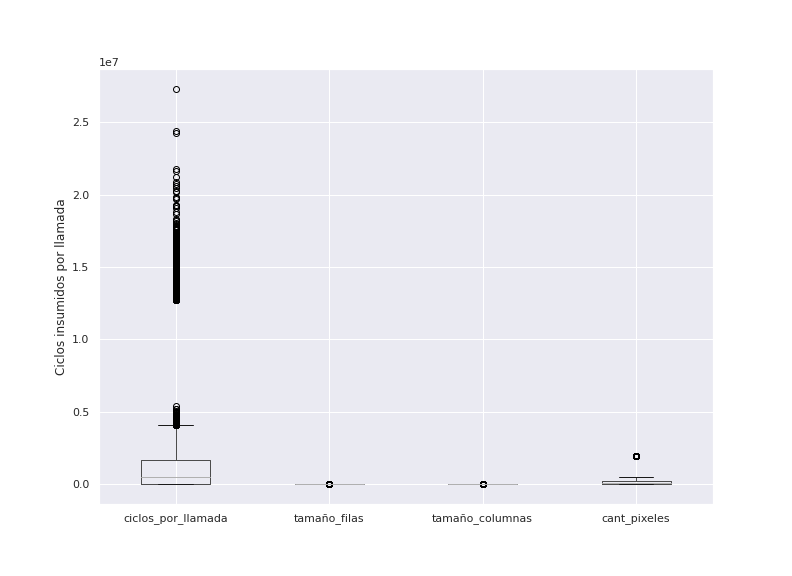 1e7
2.5
2.0
1.5
1.0
0.5
0.0
Ciclos insumidos por llamada
ciclos_por_llamada tamaño_filas tamaño_columnas cant_pixeles